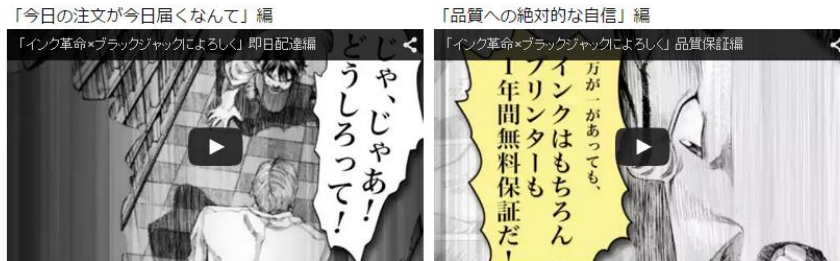 「今日の注文が今日届くなんて」編
「インク革命×ブラックジャックによろしく」即日配達編
じゃ、じゃあ！
どうしろって！
「品質への絶対的な自信」編
「インク革命×ブラックジャックによろしく」品質保証編
万が一があっても、
インクはもちろん
プリンターも
1年間無料保証だ！